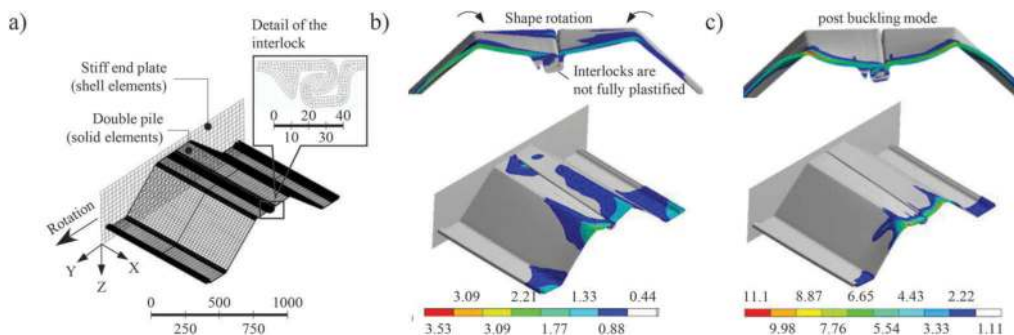 a)
Detail of the
interlock
Stiff end plate
(shell elements)
Double pile
(solid elements)
0 20 40
10 30
Rotation
Y
X
Z
0 500 1000
250 750
b)
Shape rotation
Interlocks are
not fully plastified
3.09 2.21 1.33 0.44
3.53 3.09 1.77 0.88
c)
post buckling mode
11.1 8.87 6.65 4.43 2.22
9.98 7.76 5.54 3.33 1.11